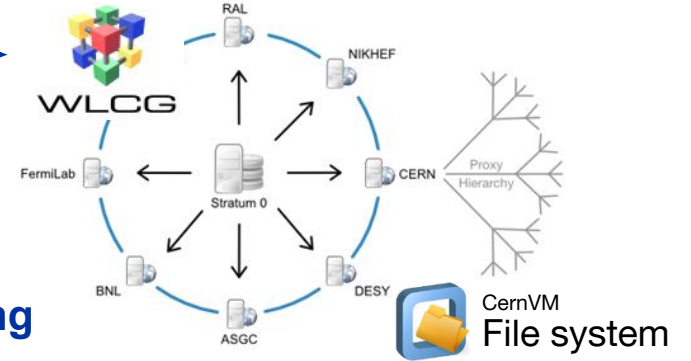 RAL
NIKHEF
WLCG
FermiLab
CERN
Proxy
Hierarchy
Stratum 0
BNL
DESY
ng
ASGC
CernVM
File system